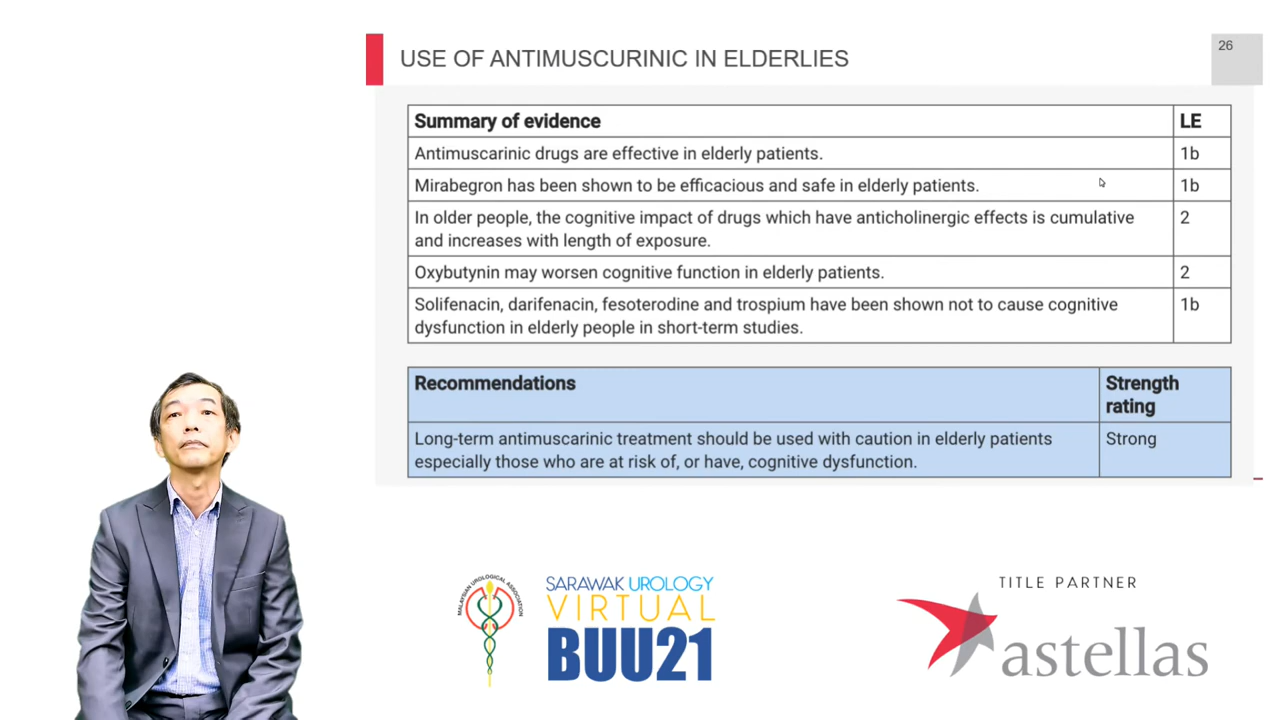 USE OF ANTIMUSCURINIC IN ELDERLIES
26
Summary of evidence LE
Antimuscarinic drugs are effective in elderly patients. 1b
Mirabegron has been shown to be efficacious and safe in elderly patients. 1b
In older people, the cognitive impact of drugs which have anticholinergic effects is cumulative 2
and increases with length of exposure.
Oxybutynin may worsen cognitive function in elderly patients. 2
Solifenacin, darifenacin, fesoterodine and trospium have been shown not to cause cognitive 1b
dysfunction in elderly people in short-term studies.
Recommendations Strength
rating
Long-term antimuscarinic treatment should be used with caution in elderly patients Strong
especially those who are at risk of, or have, cognitive dysfunction.
MALAYSIAN UROLOGICAL ASSOCIATION
SARAWAK UROLOGY
VIRTUAL
BUU21
TITLE PARTNER
astellas